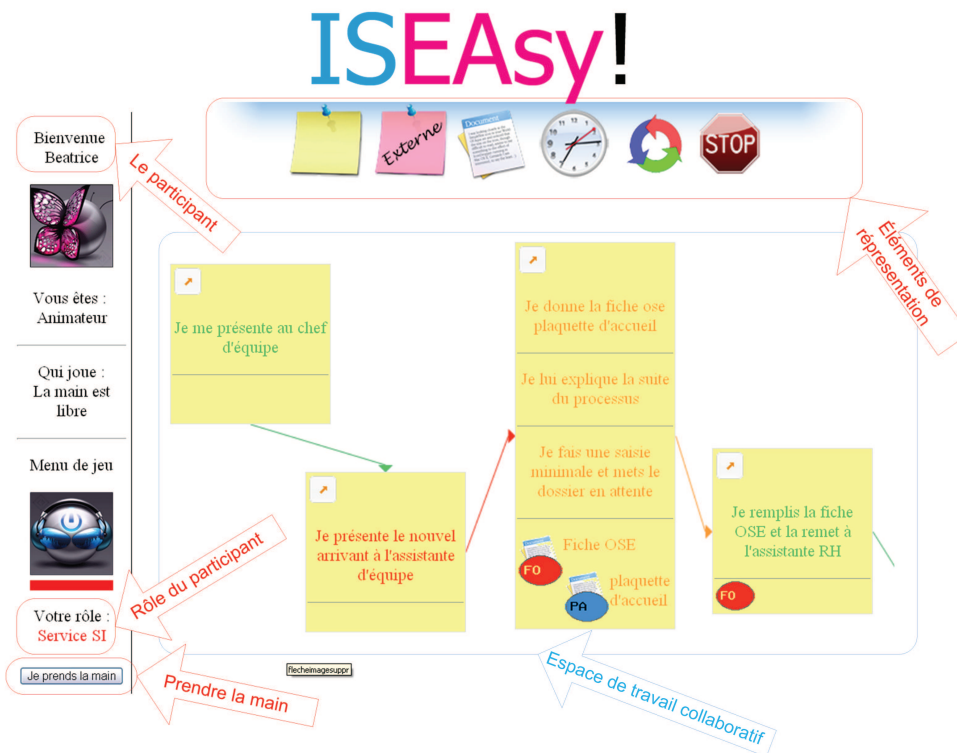 ISEAsy!
Externe
Document
STOP
Bienvenue
Beatrice
Le participant
Éléments de
réprésentation
Vous êtes :
Animateur
Qui joue :
La main est
libre
Menu de jeu
Votre rôle :
Service SI
Rôle du participant
Je prends la main
Prendre la main
Je me présente au chef
d'équipe
Je présente le nouvel
arrivant à l'assistante
d'équipe
Je donne la fiche ose
plaquette d'accueil
Je lui explique la suite
du processus
Je fais une saisie
minimale et mets le
dossier en attente
Fiche OSE
FO
plaquette
d'accueil
PA
Je remplis la fiche
OSE et la remet à
l'assistante RH
FO
flecheimagesuppr
Espace de travail collaboratif